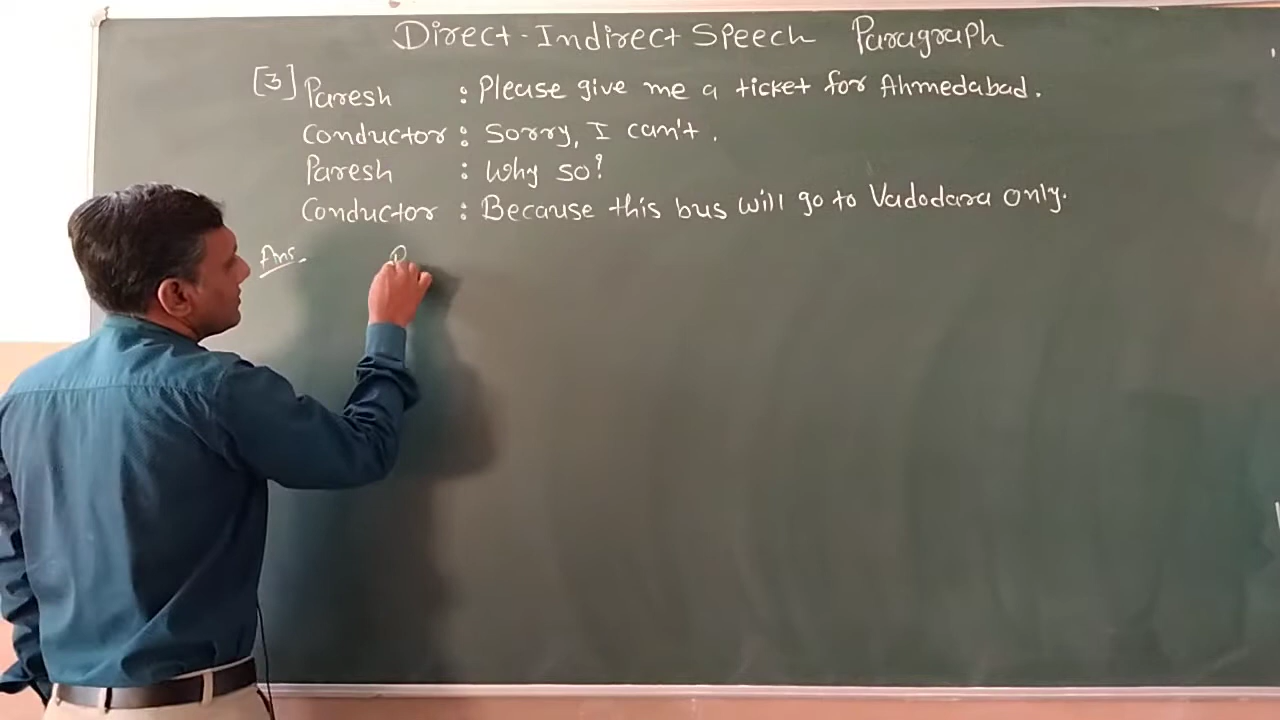 Direct-Indirect Speech Paragraph
[3] Paresh : Please give me a ticket for Ahmedabad.
Conductor : Sorry, I can't.
Paresh : Why so?
Conductor : Because this bus will go to Vadodara only.
Ans.